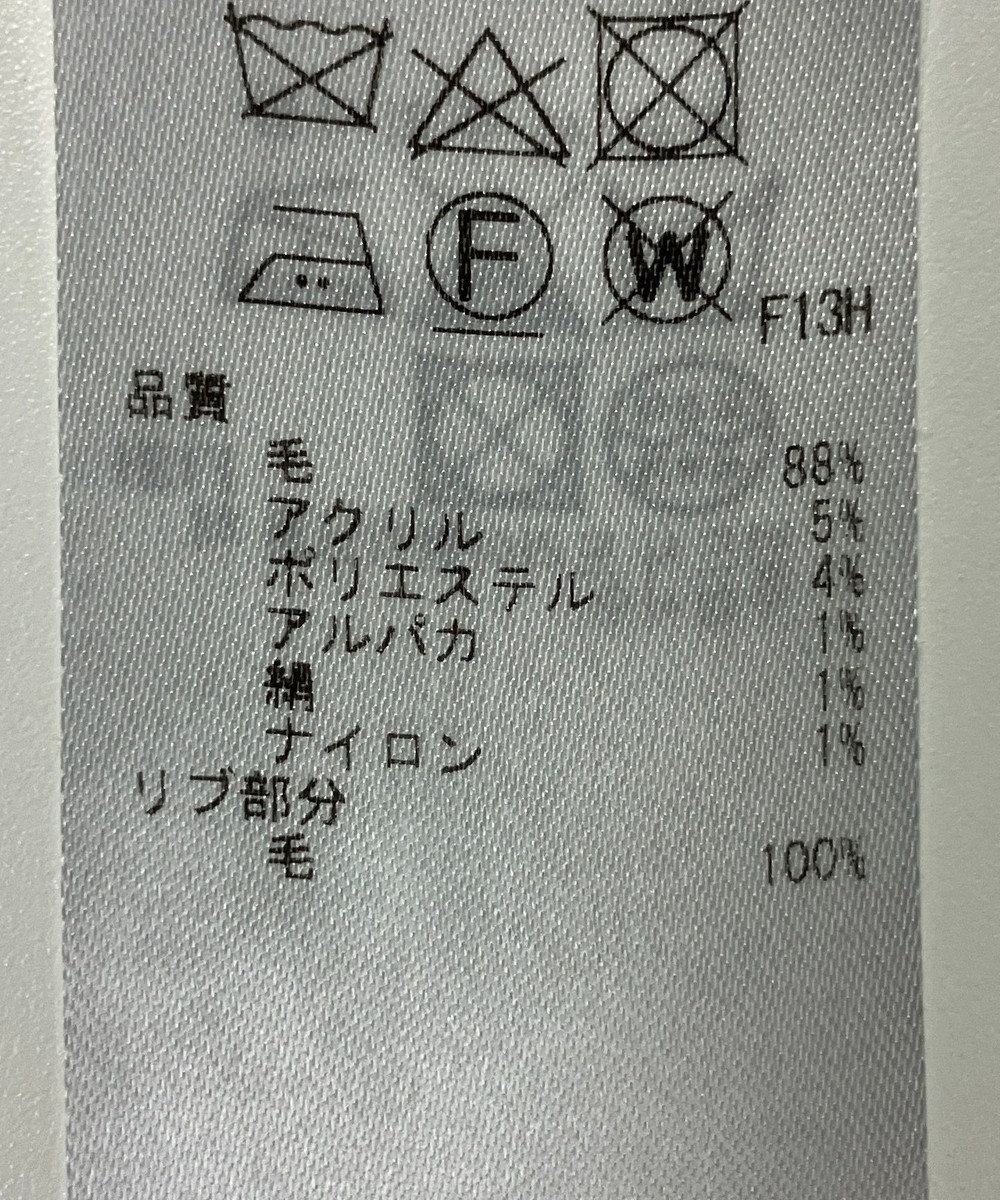 F W F13H
品質
毛 88%
アクリル 5%
ポリエステル 4%
アルパカ 1%
絹 1%
ナイロン 1%
リブ部分
毛 100%